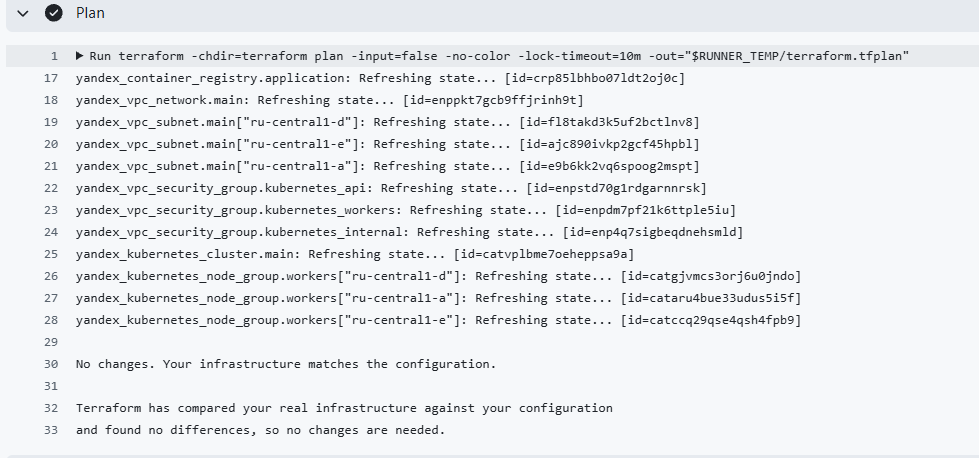 Plan
1 ▶ Run terraform -chdir=terraform plan -input=false -no-color -lock-timeout=10m -out="$RUNNER_TEMP/terraform.tfplan"
17 yandex_container_registry.application: Refreshing state... [id=crp85lbhbo07ldt2oj0c]
18 yandex_vpc_network.main: Refreshing state... [id=enppkt7gcb9ffjrinh9t]
19 yandex_vpc_subnet.main["ru-central1-d"]: Refreshing state... [id=fl8takd3k5uf2bctlnv8]
20 yandex_vpc_subnet.main["ru-central1-e"]: Refreshing state... [id=ajc890ivkp2gcf45hpbl]
21 yandex_vpc_subnet.main["ru-central1-a"]: Refreshing state... [id=e9b6kk2vq6spoog2mspt]
22 yandex_vpc_security_group.kubernetes_api: Refreshing state... [id=enpstd70g1rdgarnnrsk]
23 yandex_vpc_security_group.kubernetes_workers: Refreshing state... [id=enpdm7pf21k6ttple5iu]
24 yandex_vpc_security_group.kubernetes_internal: Refreshing state... [id=enp4q7sigbeqdnehsmld]
25 yandex_kubernetes_cluster.main: Refreshing state... [id=catvplbme7oeheppsa9a]
26 yandex_kubernetes_node_group.workers["ru-central1-d"]: Refreshing state... [id=catgjvmcs3orj6u0jndo]
27 yandex_kubernetes_node_group.workers["ru-central1-a"]: Refreshing state... [id=cataru4bue33udus5i5f]
28 yandex_kubernetes_node_group.workers["ru-central1-e"]: Refreshing state... [id=catccq29qse4qsh4fpb9]
29
30 No changes. Your infrastructure matches the configuration.
31
32 Terraform has compared your real infrastructure against your configuration
33 and found no differences, so no changes are needed.